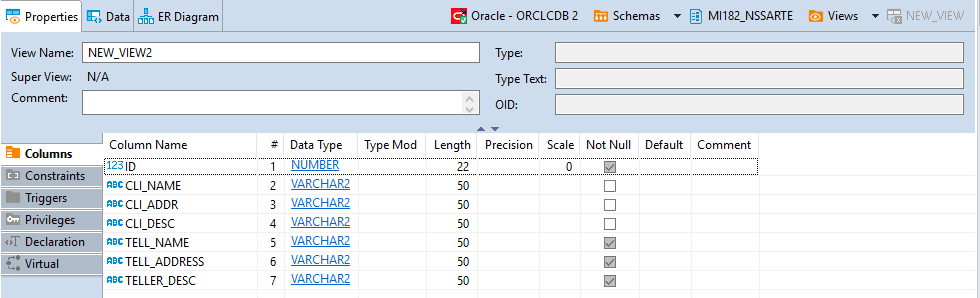 Properties Data ER Diagram Oracle - ORCLCDB 2 Schemas MI182_NSSARTE Views NEW_VIEW
View Name: NEW_VIEW2 Type:
Super View: N/A Type Text:
Comment: OID:
Columns Column Name # Data Type Type Mod Length Precision Scale Not Null Default Comment
123 ID 1 NUMBER 22 0
Constraints ABC CLI_NAME 2 VARCHAR2 50
Triggers ABC CLI_ADDR 3 VARCHAR2 50
Privileges ABC CLI_DESC 4 VARCHAR2 50
Declaration ABC TELL_NAME 5 VARCHAR2 50
Virtual ABC TELL_ADDRESS 6 VARCHAR2 50
ABC TELLER_DESC 7 VARCHAR2 50